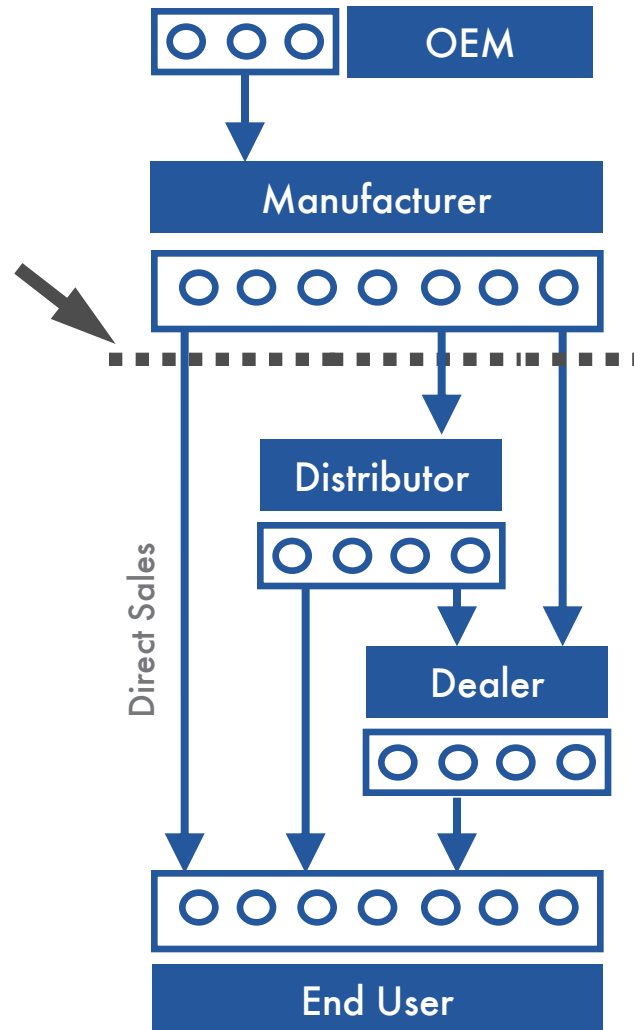 OEM
Manufacturer
Distributor
Direct Sales
Dealer
End User